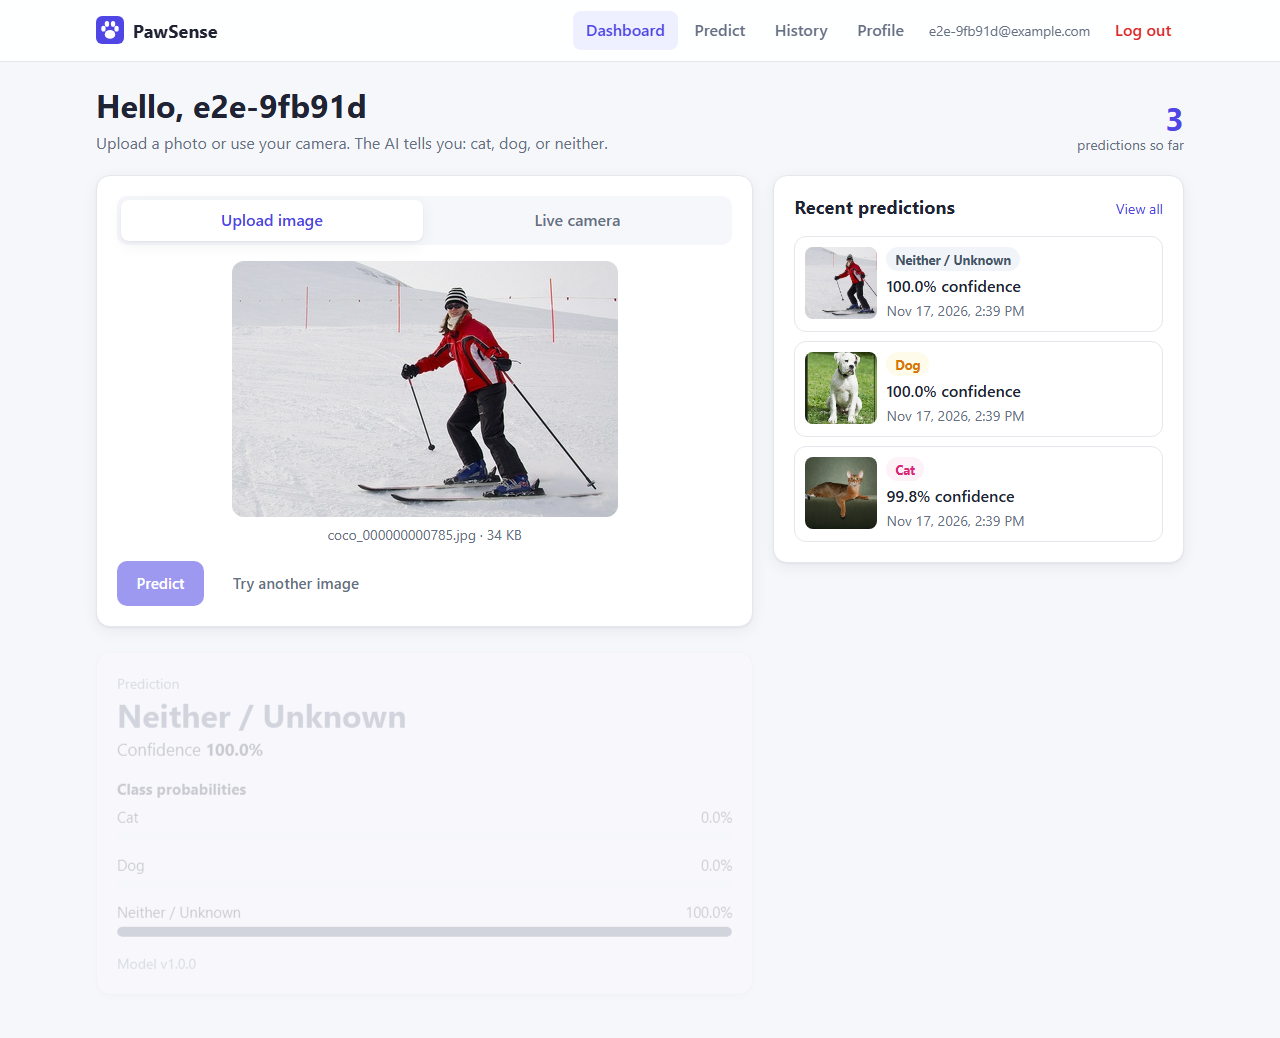 PawSense
Dashboard
Predict
History
Profile
e2e-9fb91d@example.com
Log out
Hello, e2e-9fb91d
Upload a photo or use your camera. The AI tells you: cat, dog, or neither.
3
predictions so far
Upload image
Live camera
coco_000000000785.jpg · 34 KB
Predict
Try another image
Recent predictions
View all
Neither / Unknown
100.0% confidence
Nov 17, 2026, 2:39 PM
Dog
100.0% confidence
Nov 17, 2026, 2:39 PM
Cat
99.8% confidence
Nov 17, 2026, 2:39 PM
Prediction
Neither / Unknown
Confidence 100.0%
Class probabilities
Cat 0.0%
Dog 0.0%
Neither / Unknown 100.0%
Model v1.0.0